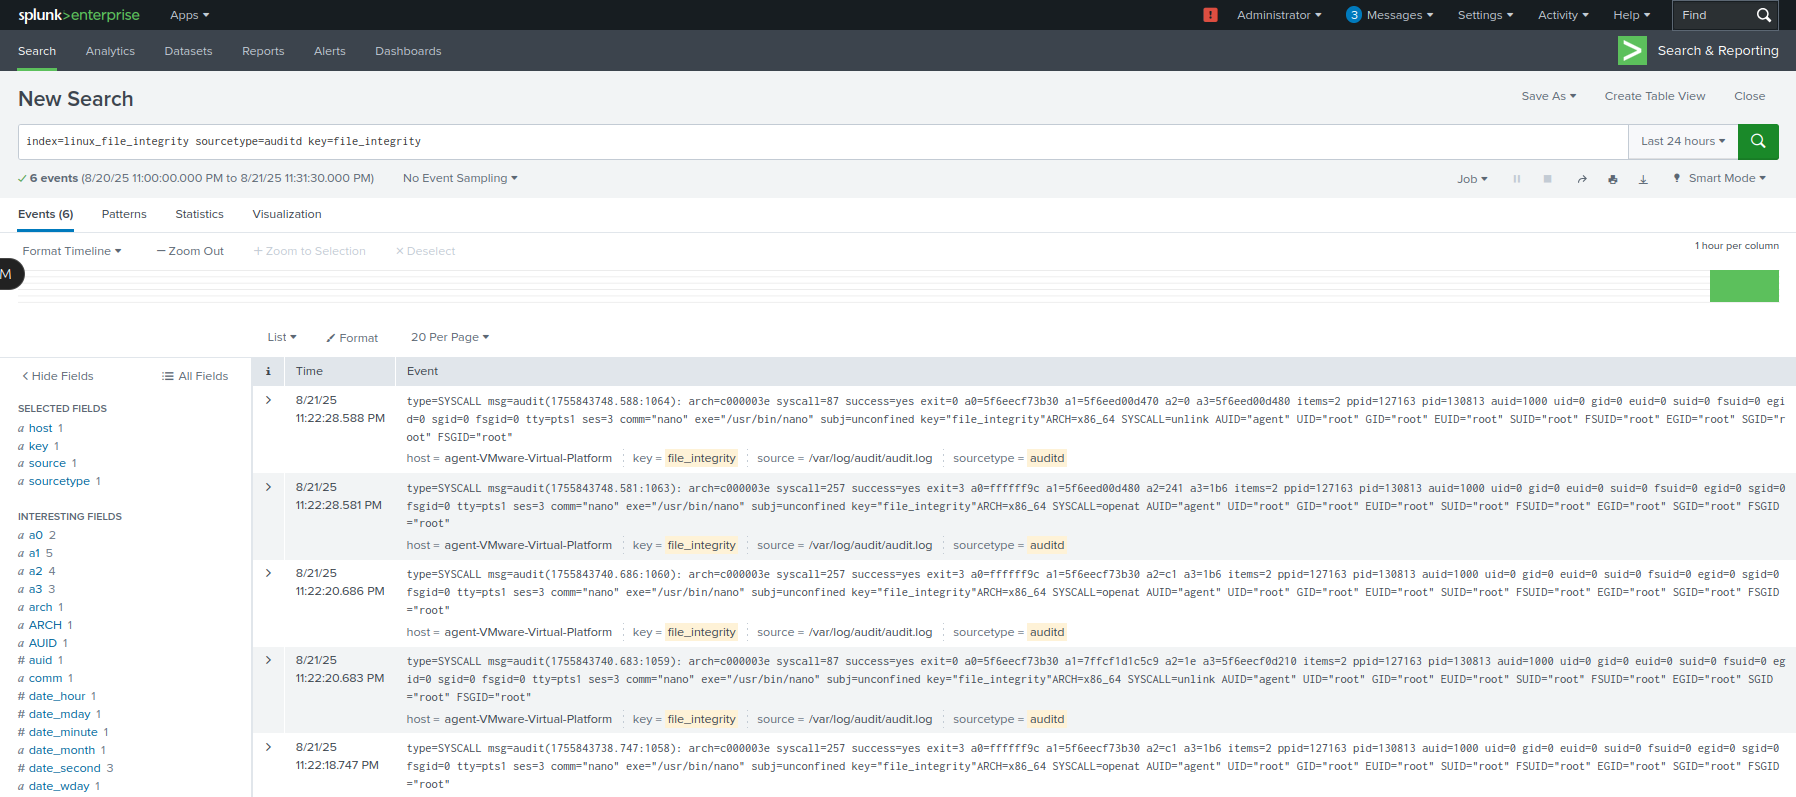 splunk>enterprise Apps ! Administrator 3 Messages Settings Activity Help Find
Search Analytics Datasets Reports Alerts Dashboards > Search & Reporting
New Search Save As Create Table View Close
index=linux_file_integrity sourcetype=auditd key=file_integrity Last 24 hours
6 events (8/20/25 11:00:00.000 PM to 8/21/25 11:31:30.000 PM) No Event Sampling Job Smart Mode
Events (6) Patterns Statistics Visualization
Format Timeline — Zoom Out + Zoom to Selection × Deselect 1 hour per column
M
List Format 20 Per Page
Hide Fields All Fields
SELECTED FIELDS
a host 1
a key 1
a source 1
a sourcetype 1
INTERESTING FIELDS
a a0 2
a a1 5
a a2 4
a a3 3
a arch 1
a ARCH 1
a AUID 1
# auid 1
a comm 1
# date_hour 1
# date_mday 1
# date_minute 1
a date_month 1
# date_second 3
a date_wday 1
i Time Event
8/21/25
11:22:28.588 PM
type=SYSCALL msg=audit(1755843748.588:1064): arch=c000003e syscall=87 success=yes exit=0 a0=5f6eecf73b30 a1=5f6eed00d470 a2=0 a3=5f6eed00d480 items=2 ppid=127163 pid=130813 auid=1000 uid=0 gid=0 euid=0 suid=0 fsuid=0 egi
d=0 sgid=0 fsgid=0 tty=pts1 ses=3 comm="nano" exe="/usr/bin/nano" subj=unconfined key="file_integrity"ARCH=x86_64 SYSCALL=unlink AUID="agent" UID="root" GID="root" EUID="root" SUID="root" FSUID="root" EGID="root" SGID="r
oot" FSGID="root"
host = agent-VMware-Virtual-Platform key = file_integrity source = /var/log/audit/audit.log sourcetype = auditd
8/21/25
11:22:28.581 PM
type=SYSCALL msg=audit(1755843748.581:1063): arch=c000003e syscall=257 success=yes exit=3 a0=ffffff9c a1=5f6eed00d480 a2=241 a3=1b6 items=2 ppid=127163 pid=130813 auid=1000 uid=0 gid=0 euid=0 suid=0 fsuid=0 egid=0 sgid=0
fsgid=0 tty=pts1 ses=3 comm="nano" exe="/usr/bin/nano" subj=unconfined key="file_integrity"ARCH=x86_64 SYSCALL=openat AUID="agent" UID="root" GID="root" EUID="root" SUID="root" FSUID="root" EGID="root" SGID="root" FSGID
="root"
host = agent-VMware-Virtual-Platform key = file_integrity source = /var/log/audit/audit.log sourcetype = auditd
8/21/25
11:22:20.686 PM
type=SYSCALL msg=audit(1755843740.686:1060): arch=c000003e syscall=257 success=yes exit=3 a0=ffffff9c a1=5f6eecf73b30 a2=c1 a3=1b6 items=2 ppid=127163 pid=130813 auid=1000 uid=0 gid=0 euid=0 suid=0 fsuid=0 egid=0 sgid=0
fsgid=0 tty=pts1 ses=3 comm="nano" exe="/usr/bin/nano" subj=unconfined key="file_integrity"ARCH=x86_64 SYSCALL=openat AUID="agent" UID="root" GID="root" EUID="root" SUID="root" FSUID="root" EGID="root" SGID="root" FSGID
="root"
host = agent-VMware-Virtual-Platform key = file_integrity source = /var/log/audit/audit.log sourcetype = auditd
8/21/25
11:22:20.683 PM
type=SYSCALL msg=audit(1755843740.683:1059): arch=c000003e syscall=87 success=yes exit=0 a0=5f6eecf73b30 a1=7ffcf1d1c5c9 a2=1e a3=5f6eecf0d210 items=2 ppid=127163 pid=130813 auid=1000 uid=0 gid=0 euid=0 suid=0 fsuid=0 eg
id=0 sgid=0 fsgid=0 tty=pts1 ses=3 comm="nano" exe="/usr/bin/nano" subj=unconfined key="file_integrity"ARCH=x86_64 SYSCALL=unlink AUID="agent" UID="root" GID="root" EUID="root" SUID="root" FSUID="root" EGID="root" SGID
="root" FSGID="root"
host = agent-VMware-Virtual-Platform key = file_integrity source = /var/log/audit/audit.log sourcetype = auditd
8/21/25
11:22:18.747 PM
type=SYSCALL msg=audit(1755843738.747:1058): arch=c000003e syscall=257 success=yes exit=3 a0=ffffff9c a1=5f6eecf73b30 a2=c1 a3=1b6 items=2 ppid=127163 pid=130813 auid=1000 uid=0 gid=0 euid=0 suid=0 fsuid=0 egid=0 sgid=0
fsgid=0 tty=pts1 ses=3 comm="nano" exe="/usr/bin/nano" subj=unconfined key="file_integrity"ARCH=x86_64 SYSCALL=openat AUID="agent" UID="root" GID="root" EUID="root" SUID="root" FSUID="root" EGID="root" SGID="root" FSGID
="root"